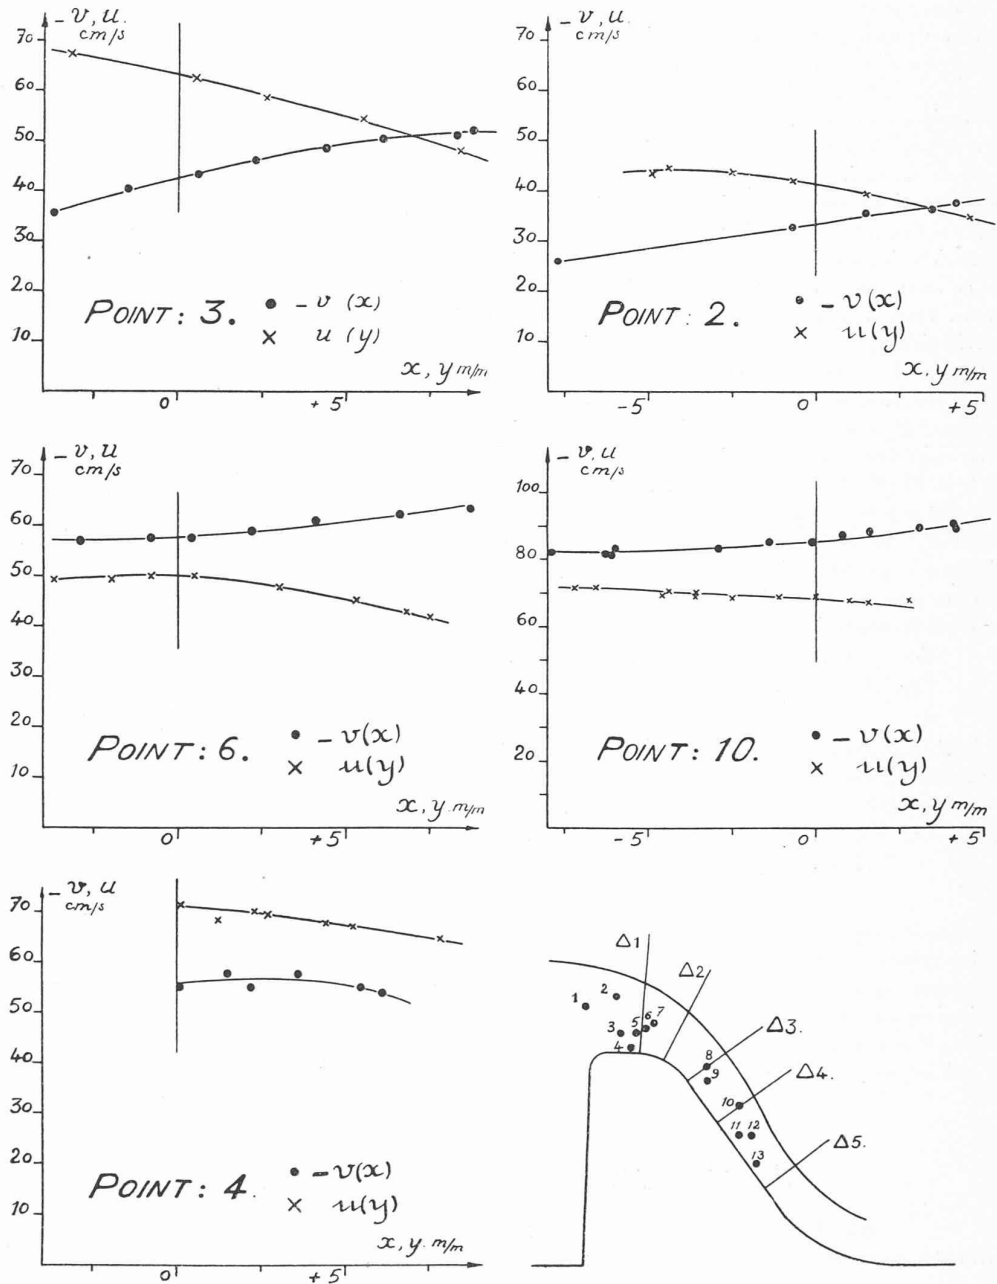 - v, u.
cm/s
70
60
50
40
30
20
10
POINT: 3.
● - v (x)
× u (y)
x, y m/m
0 +5
- v, u.
cm/s
70
60
50
40
30
20
10
POINT: 2.
● - v(x)
× u(y)
x, y m/m
-5 0 +5
- v, u
cm/s
70
60
50
40
30
20
10
POINT: 6.
● - v(x)
× u(y)
x, y m/m
0 +5
- v, u
cm/s
100
80
60
40
20
POINT: 10.
● - v(x)
× u(y)
x, y m/m
-5 0 +5
- v, u
cm/s
70
60
50
40
30
20
10
POINT: 4.
● - v(x)
× u(y)
x, y m/m
0 +5
Δ1
Δ2
Δ3.
Δ4.
Δ5.
1
2
3
4
5
6
7
8
9
10
11 12
13